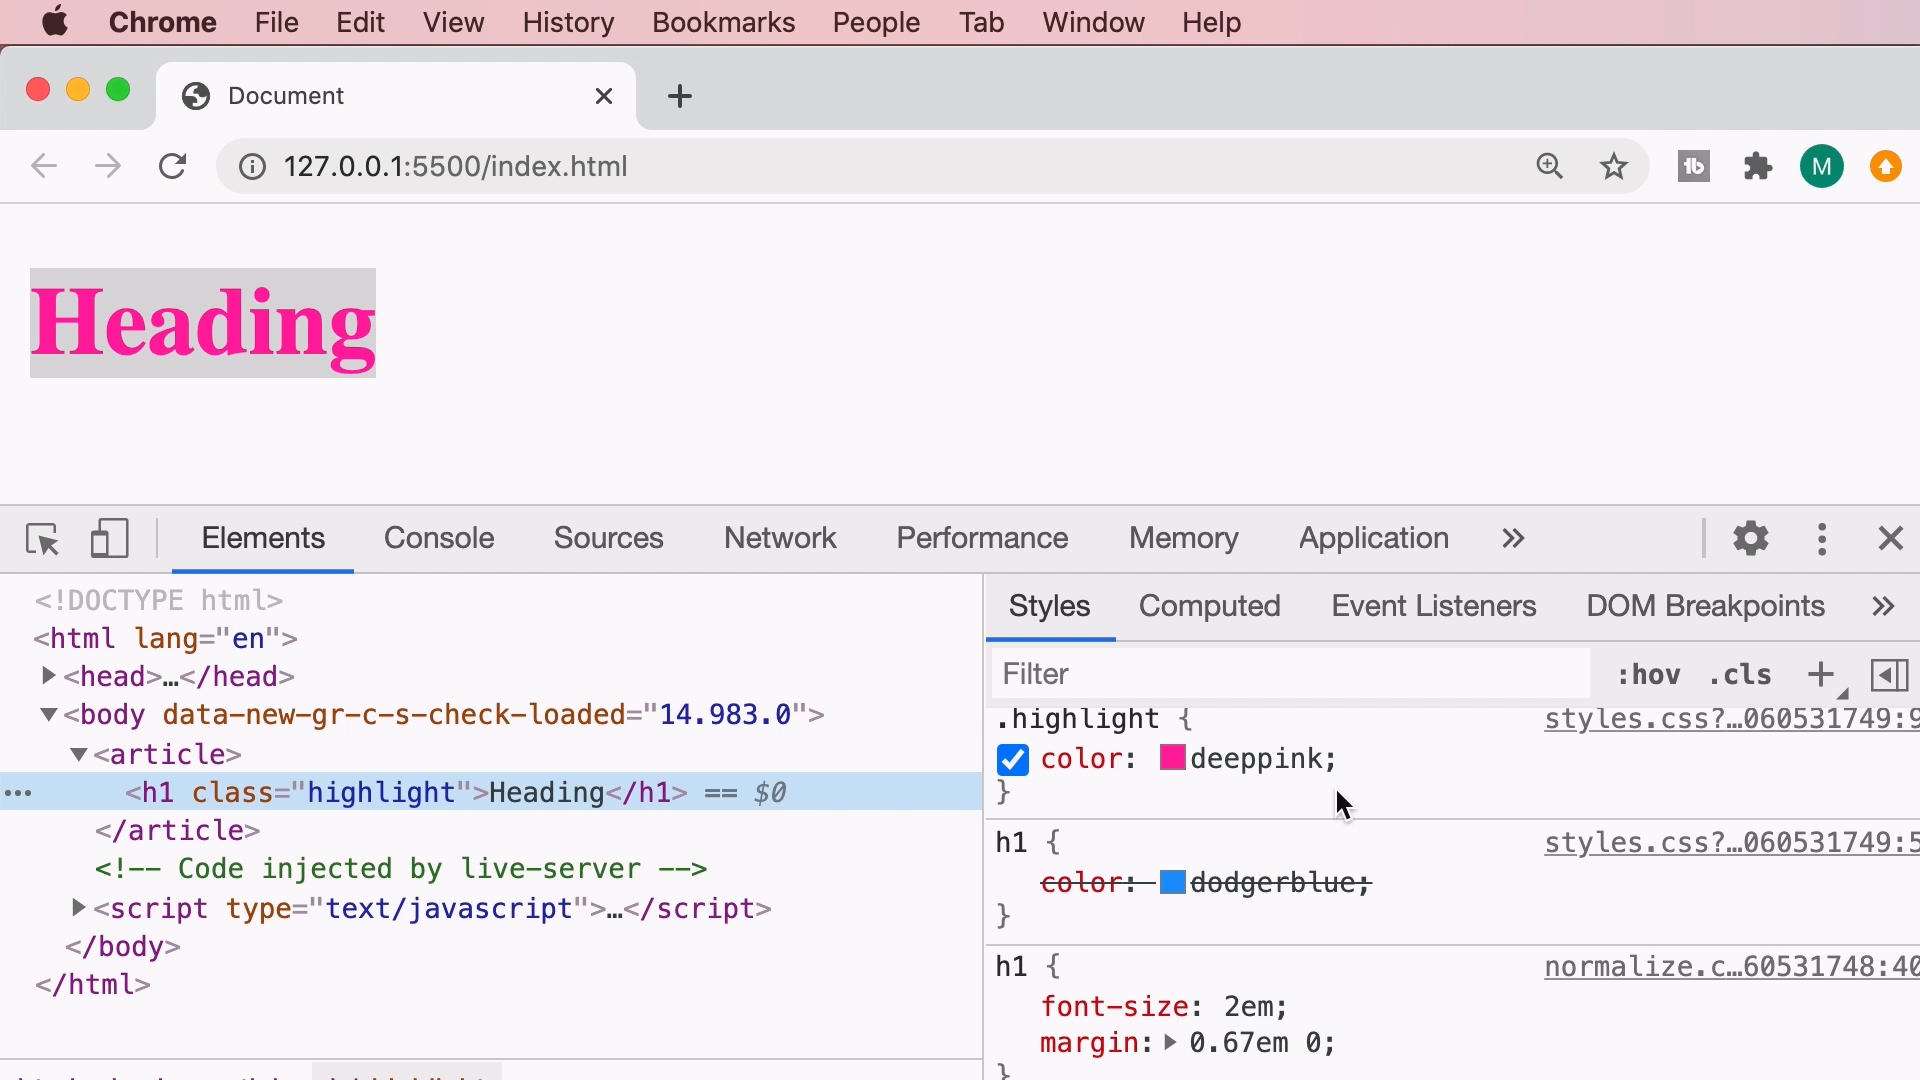 Chrome File Edit View History Bookmarks People Tab Window Help
Document
127.0.0.1:5500/index.html
M
Heading
Elements Console Sources Network Performance Memory Application »
<!DOCTYPE html>
<html lang="en">
<head>…</head>
<body data-new-gr-c-s-check-loaded="14.983.0">
<article>
<h1 class="highlight">Heading</h1> == $0
</article>
<!-- Code injected by live-server -->
<script type="text/javascript">…</script>
</body>
</html>
Styles Computed Event Listeners DOM Breakpoints »
Filter :hov .cls +
.highlight { styles.css?…060531749:9
color: deeppink;
}
h1 { styles.css?…060531749:5
color: dodgerblue;
}
h1 { normalize.c…60531748:40
font-size: 2em;
margin: 0.67em 0;
}